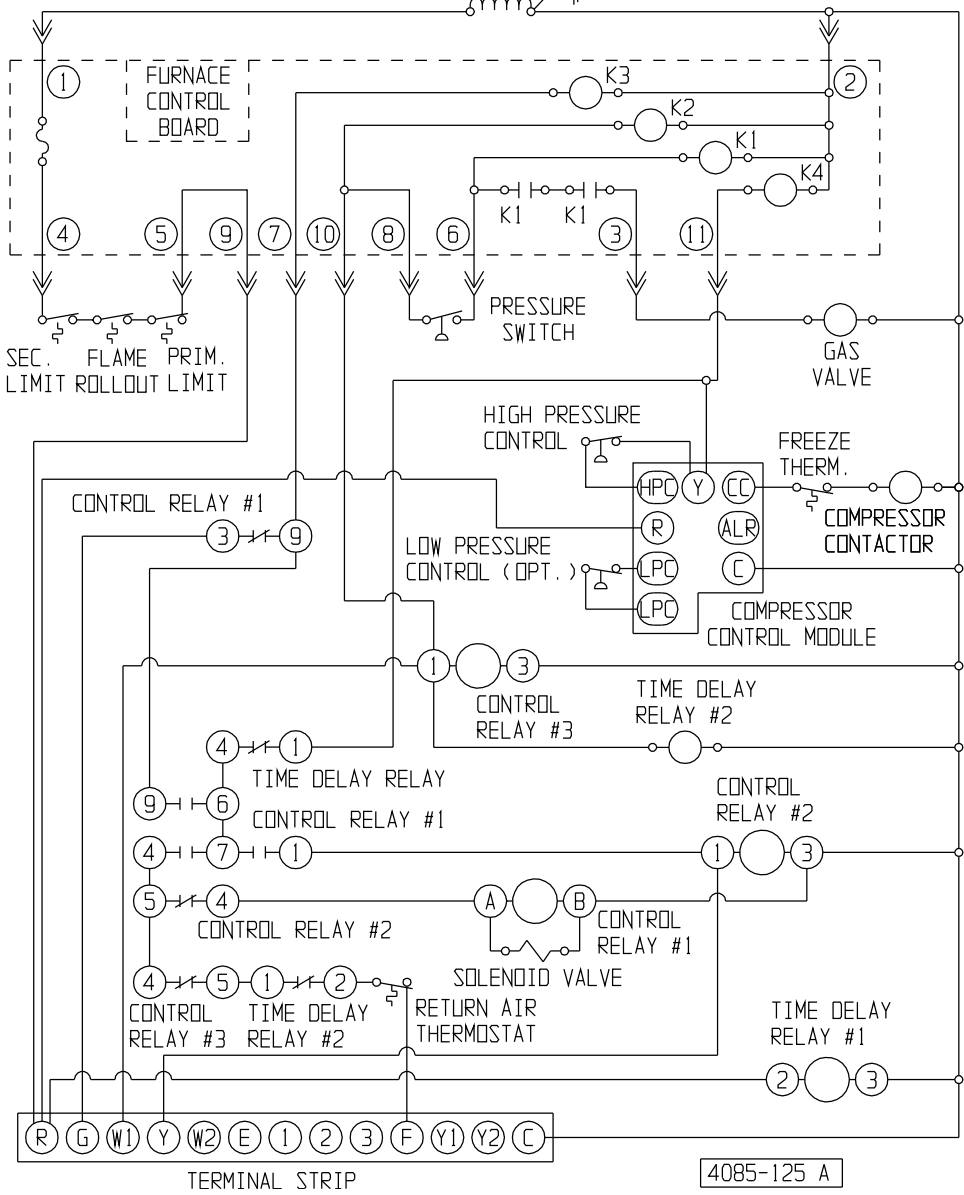 1
FURNACE
CONTROL
BOARD
K3
2
K2
K1
K4
K1
K1
4
5
9
7
10
8
6
3
11
PRESSURE
SWITCH
SEC.
LIMIT
FLAME
ROLLOUT
PRIM.
LIMIT
GAS
VALVE
HIGH PRESSURE
CONTROL
FREEZE
THERM.
HPC
Y
CC
COMPRESSOR
CONTACTOR
CONTROL RELAY #1
3
9
R
ALR
LOW PRESSURE
CONTROL (OPT.)
LPC
C
LPC
COMPRESSOR
CONTROL MODULE
1
3
CONTROL
RELAY #3
TIME DELAY
RELAY #2
4
1
TIME DELAY RELAY
9
6
CONTROL RELAY #1
CONTROL
RELAY #2
4
7
1
1
3
5
4
CONTROL RELAY #2
A
B
CONTROL
RELAY #1
SOLENOID VALVE
4
5
1
2
CONTROL
RELAY #3
TIME DELAY
RELAY #2
RETURN AIR
THERMOSTAT
TIME DELAY
RELAY #1
2
3
R G W1 Y W2 E 1 2 3 F Y1 Y2 C
TERMINAL STRIP
4085-125 A